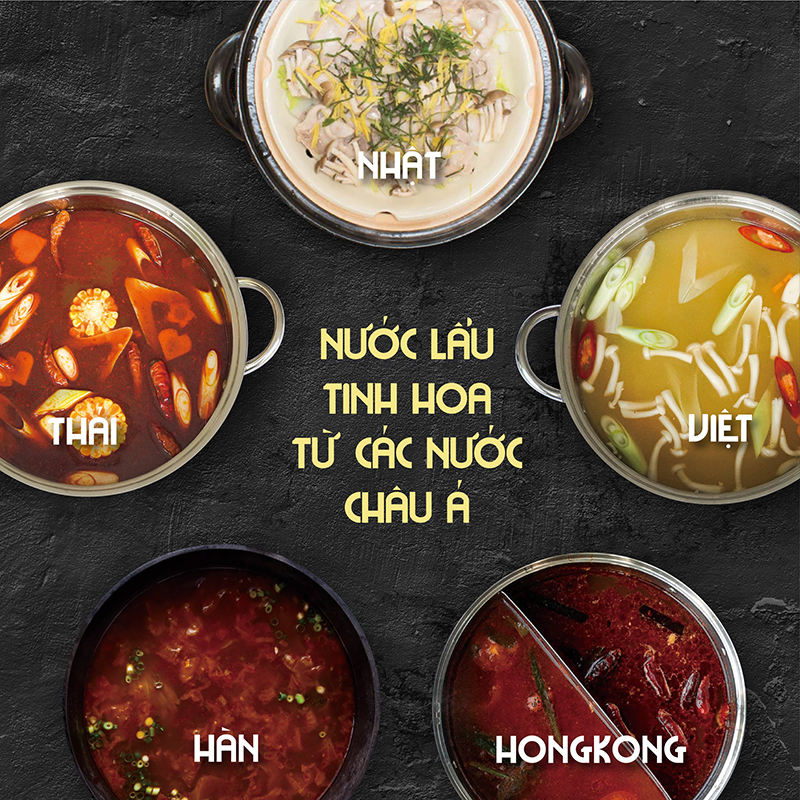 NHẬT
THÁI
VIỆT
NƯỚC LẨU
TINH HOA
TỪ CÁC NƯỚC
CHÂU Á
HÀN
HONGKONG